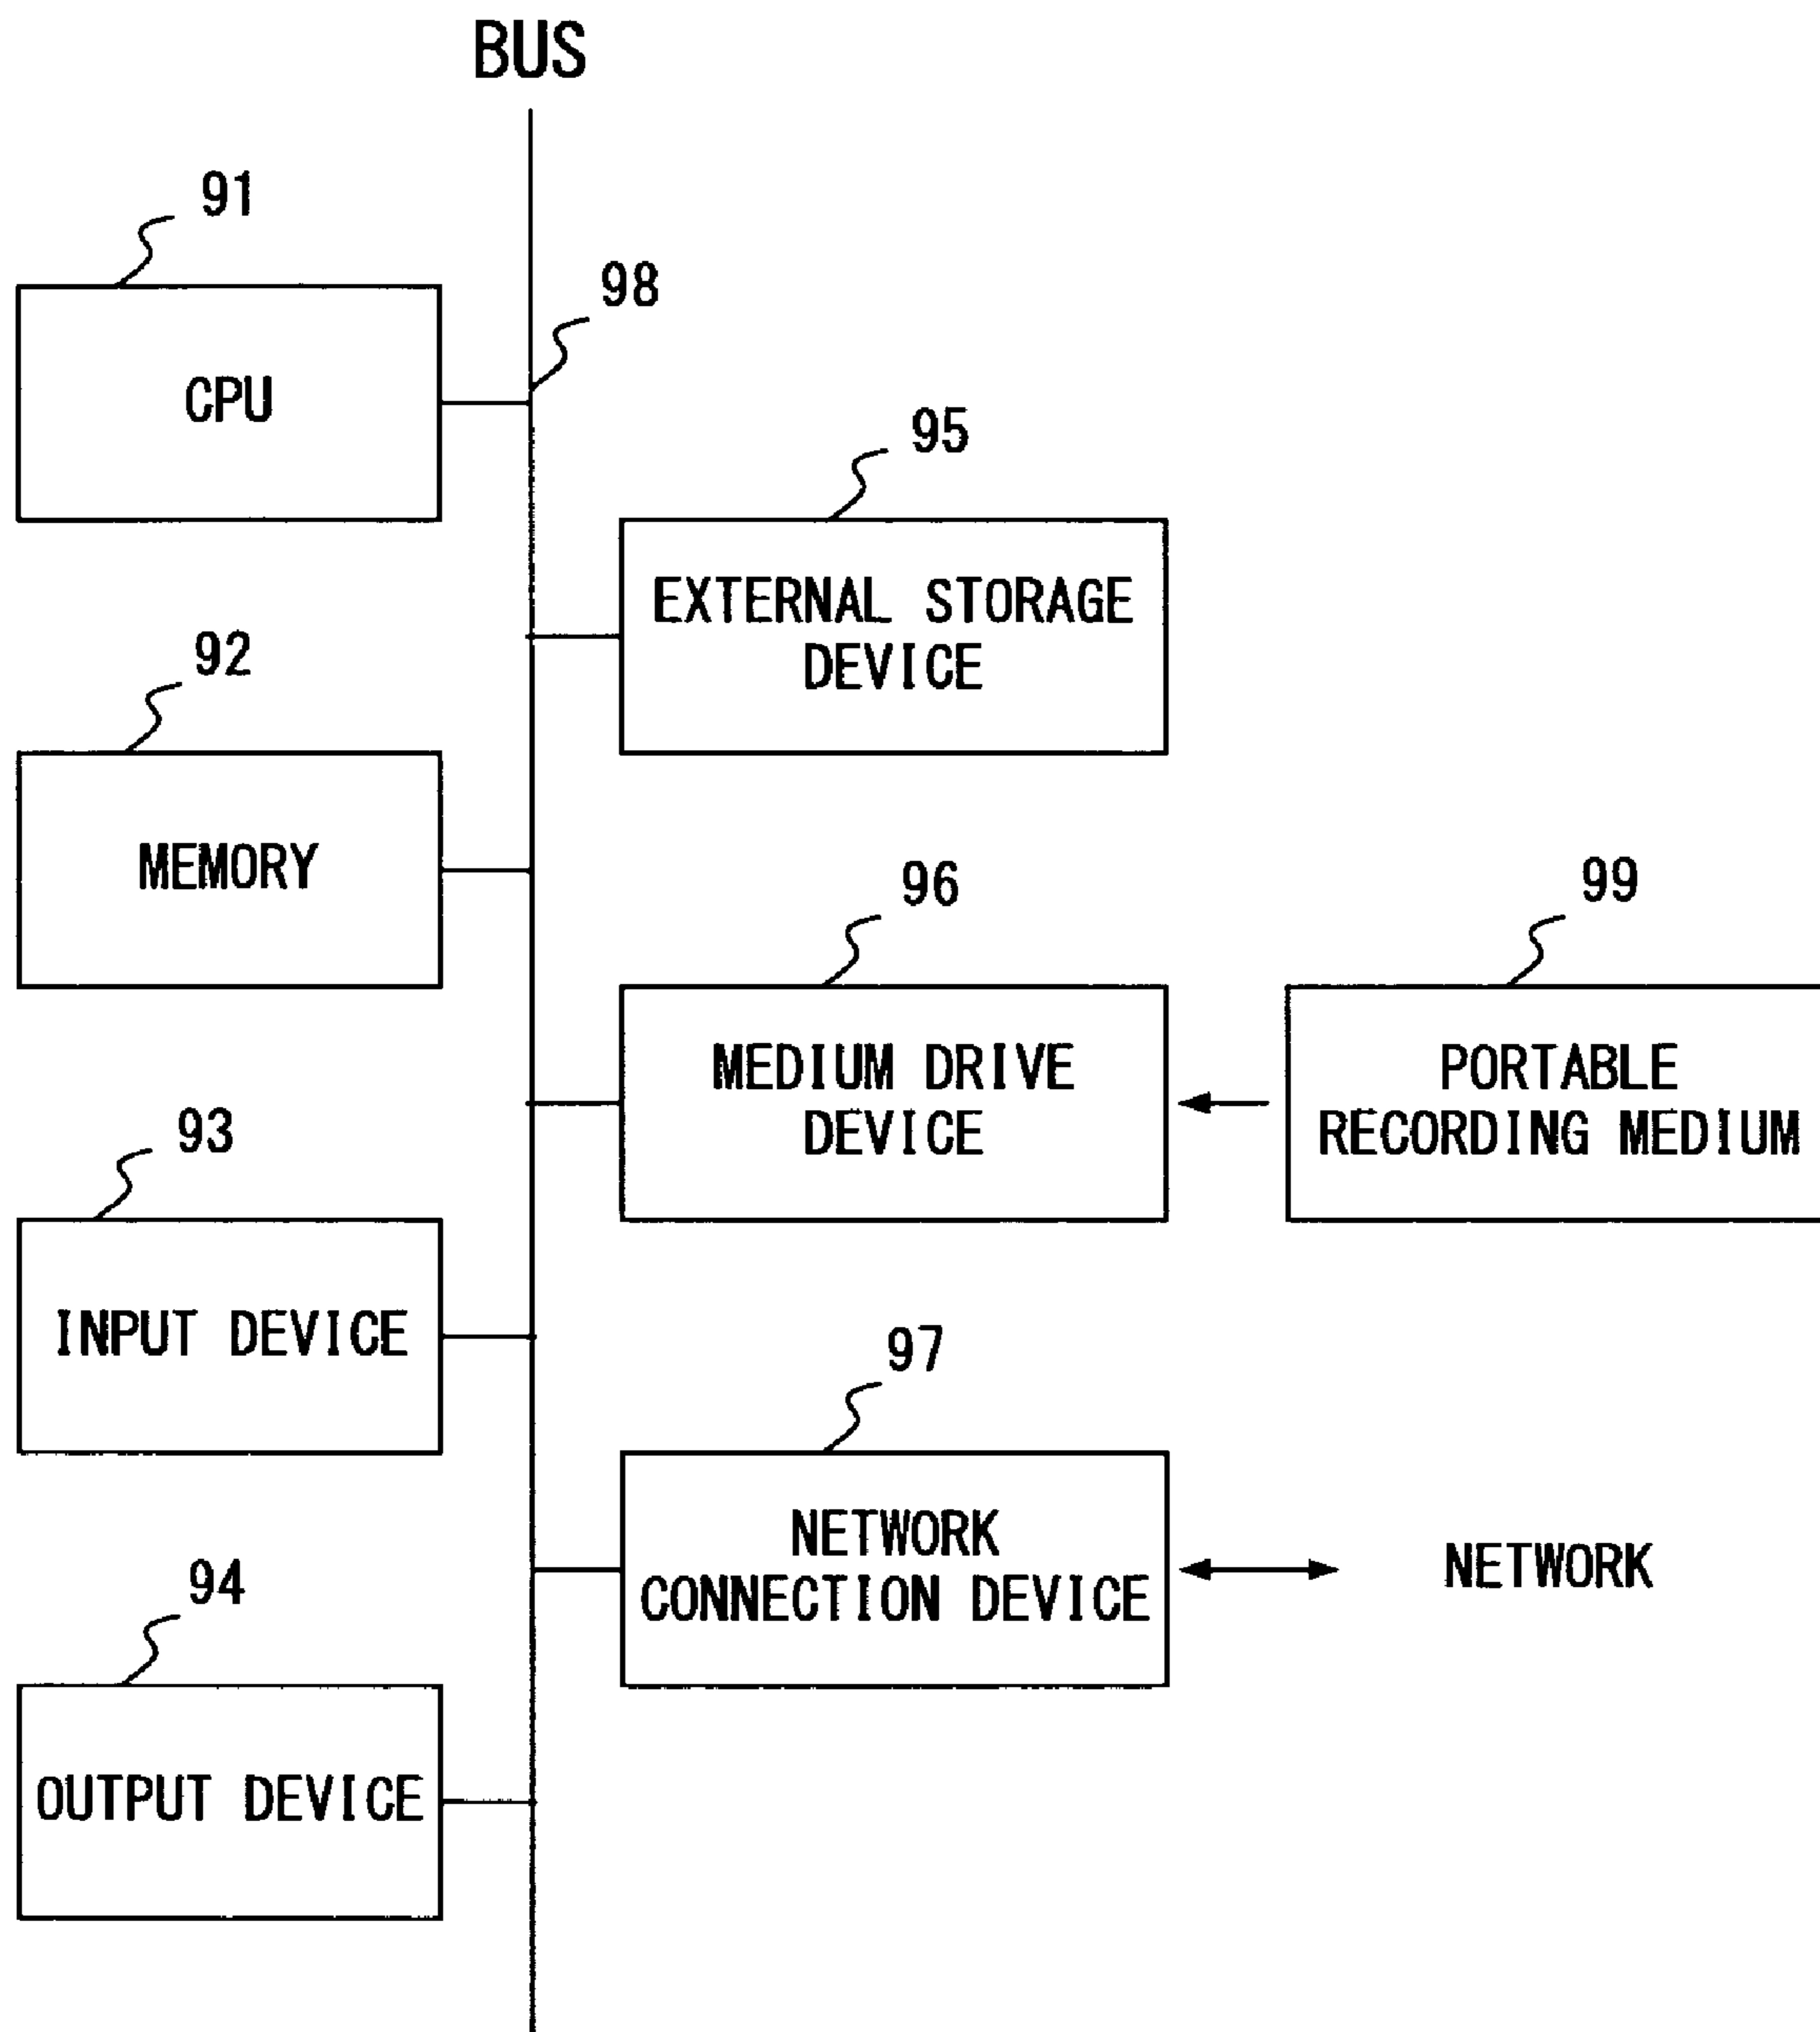 BUS
91
CPU
98
95
EXTERNAL STORAGE
DEVICE
92
MEMORY
96
MEDIUM DRIVE
DEVICE
99
PORTABLE
RECORDING MEDIUM
93
INPUT DEVICE
97
NETWORK
CONNECTION DEVICE
NETWORK
94
OUTPUT DEVICE